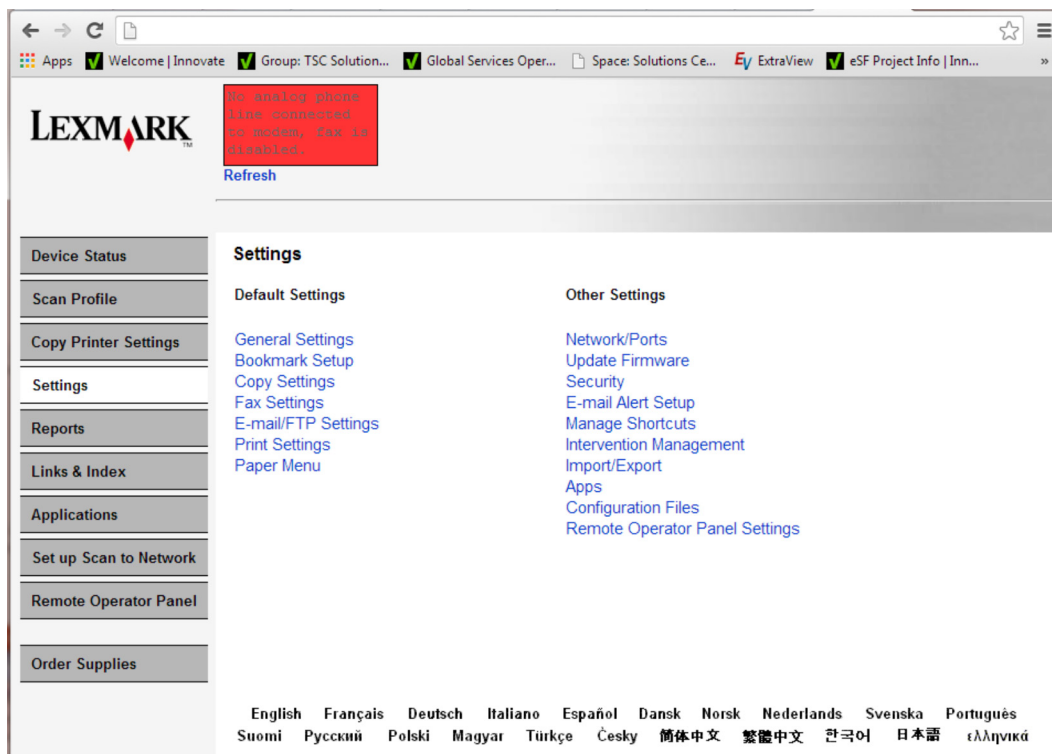 Apps Welcome | Innovate Group: TSC Solution... Global Services Oper... Space: Solutions Ce... EV ExtraView eSF Project Info | Inn... »
LEXMARK TM
No analog phone
line connected
to modem, fax is
disabled.
Refresh
Device Status
Scan Profile
Copy Printer Settings
Settings
Reports
Links & Index
Applications
Set up Scan to Network
Remote Operator Panel
Order Supplies
Settings
Default Settings
General Settings
Bookmark Setup
Copy Settings
Fax Settings
E-mail/FTP Settings
Print Settings
Paper Menu
Other Settings
Network/Ports
Update Firmware
Security
E-mail Alert Setup
Manage Shortcuts
Intervention Management
Import/Export
Apps
Configuration Files
Remote Operator Panel Settings
English Français Deutsch Italiano Español Dansk Norsk Nederlands Svenska Português
Suomi Русский Polski Magyar Türkçe Česky 简体中文 繁體中文 한국어 日本語 ελληνικά